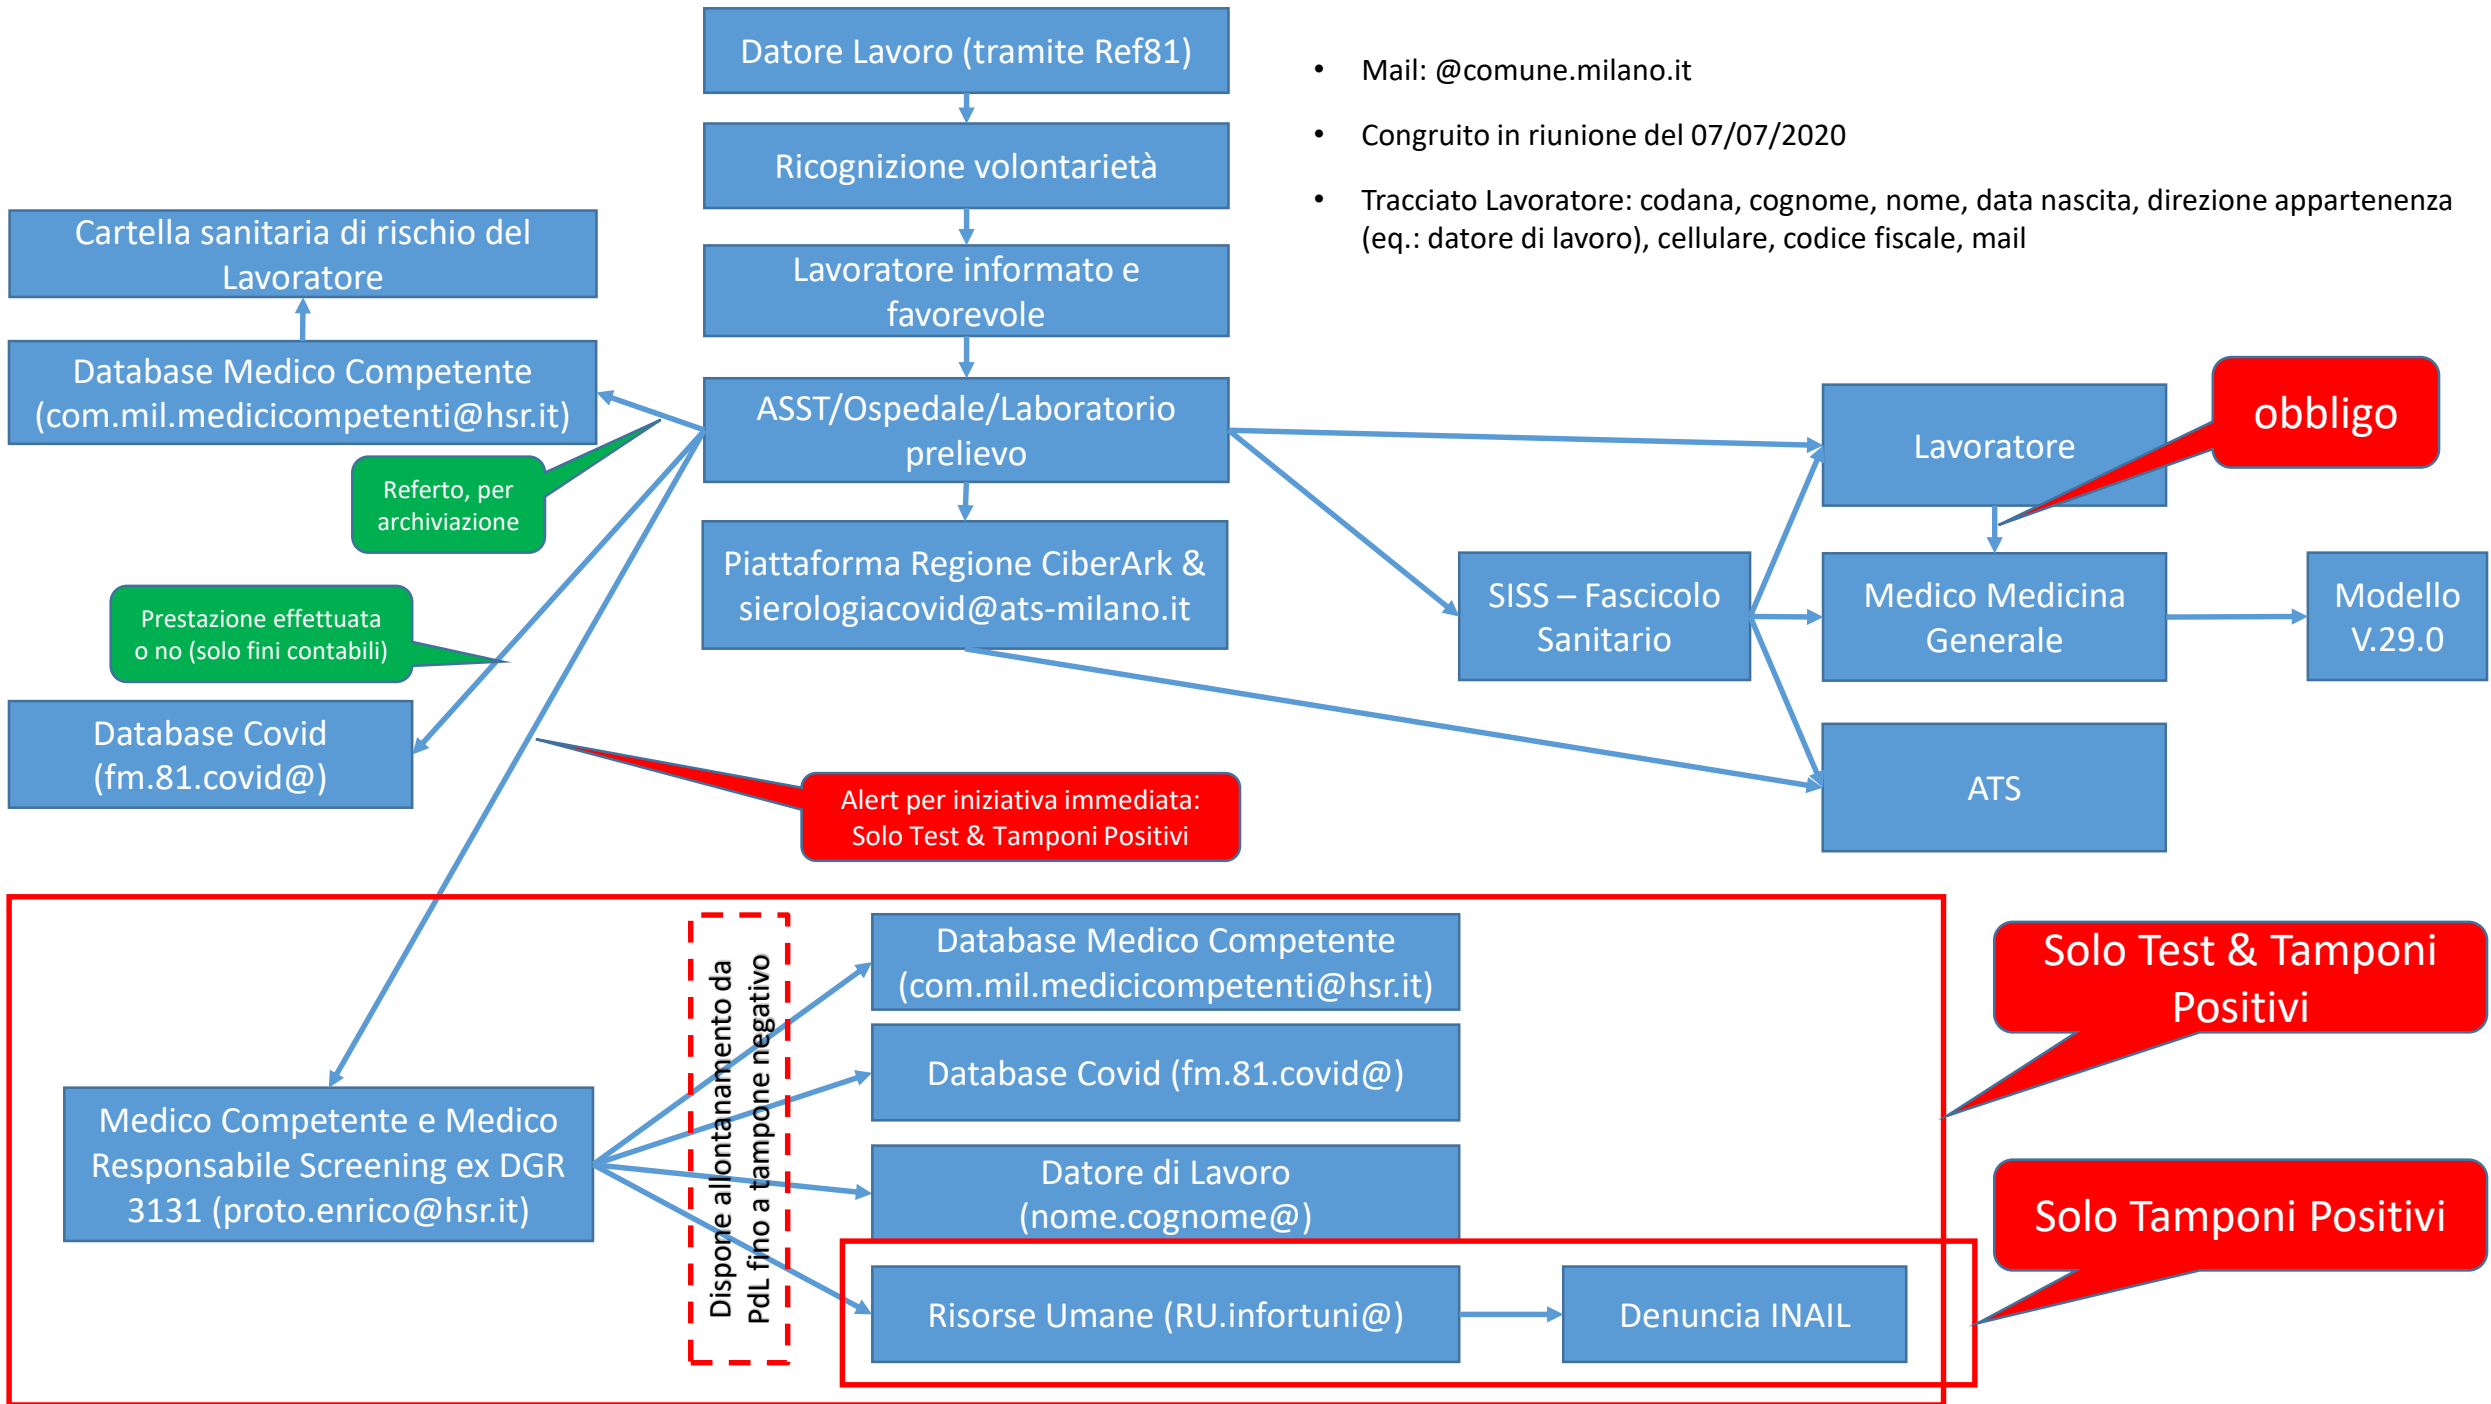 Datore Lavoro (tramite Ref81)
• Mail: @comune.milano.it
• Congruito in riunione del 07/07/2020
• Tracciato Lavoratore: codana, cognome, nome, data nascita, direzione appartenenza
(eq.: datore di lavoro), cellulare, codice fiscale, mail
Ricognizione volontarietà
Cartella sanitaria di rischio del
Lavoratore
Lavoratore informato e
favorevole
Database Medico Competente
(com.mil.medicicompetenti@hsr.it)
ASST/Ospedale/Laboratorio
prelievo
Lavoratore
obbligo
Referto, per
archiviazione
Piattaforma Regione CiberArk &
sierologiacovid@ats-milano.it
SISS – Fascicolo
Sanitario
Medico Medicina
Generale
Modello
V.29.0
Prestazione effettuata
o no (solo fini contabili)
Database Covid
(fm.81.covid@)
Alert per iniziativa immediata:
Solo Test & Tamponi Positivi
ATS
Dispone allontanamento da
PdL fino a tampone negativo
Database Medico Competente
(com.mil.medicicompetenti@hsr.it)
Solo Test & Tamponi
Positivi
Database Covid (fm.81.covid@)
Medico Competente e Medico
Responsabile Screening ex DGR
3131 (proto.enrico@hsr.it)
Datore di Lavoro
(nome.cognome@)
Solo Tamponi Positivi
Risorse Umane (RU.infortuni@)
Denuncia INAIL